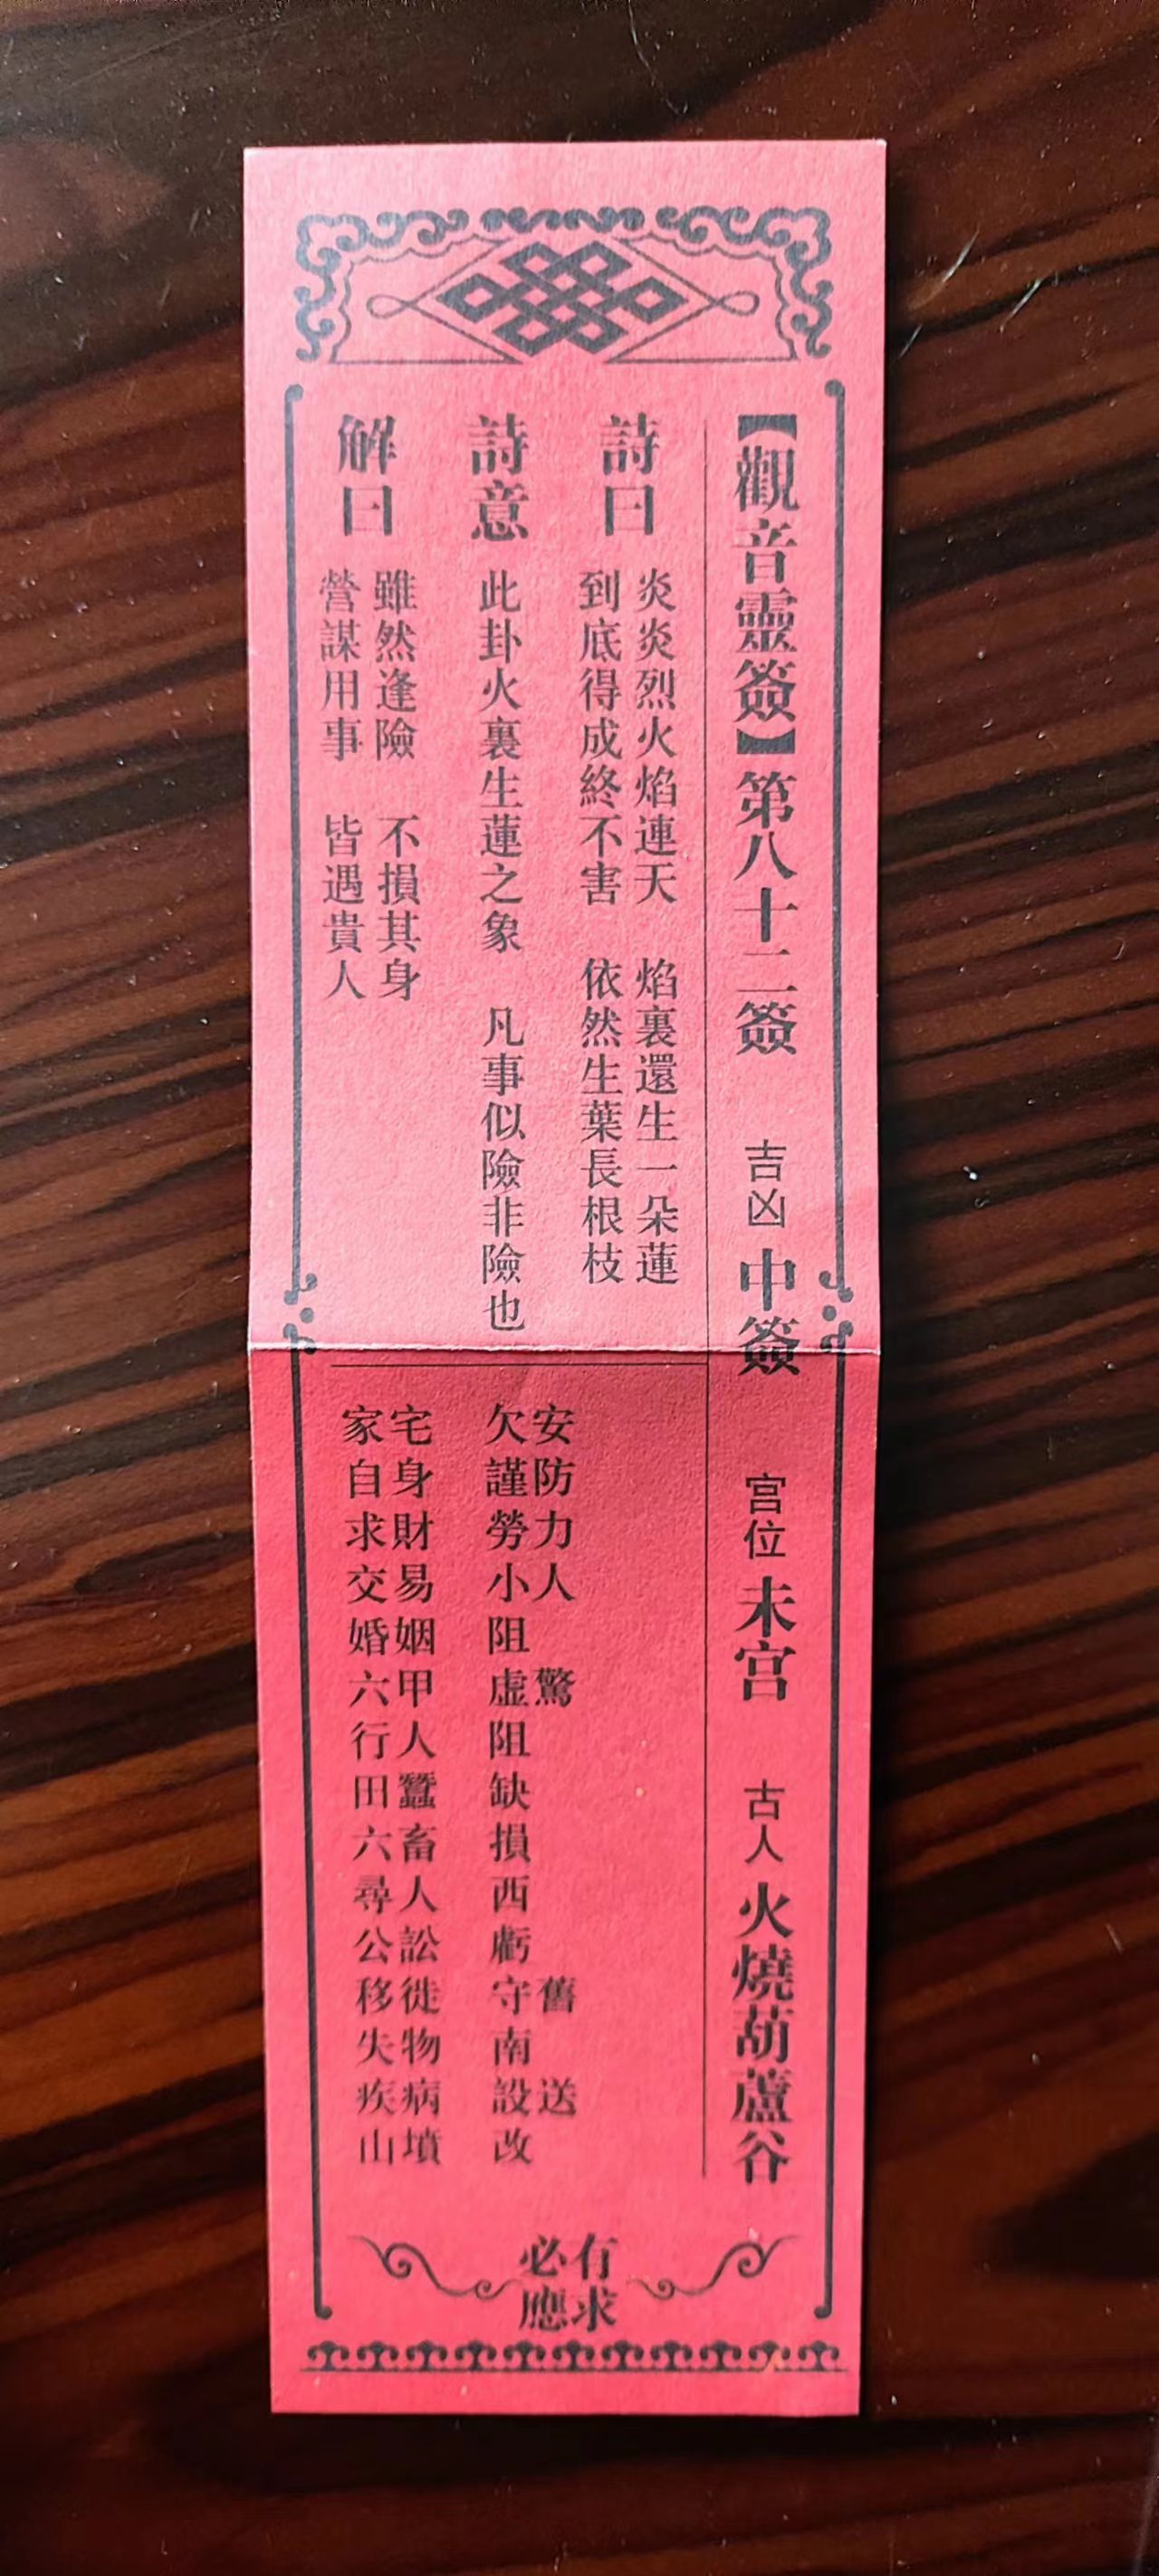 【觀音靈簽】第八十二簽 吉凶 中簽 宫位 未宫 古人 火燒葫蘆谷
詩曰
炎炎烈火焰連天 焰裏還生一朵蓮
到底得成終不害 依然生葉長根枝
詩意
此卦火裏生蓮之象 凡事似險非險也
解曰
雖然逢險 不損其身
營謀用事 皆遇貴人
家宅 欠安
自身 謹防
求財 勞力
交易 小人
婚姻 阻
六甲 虛驚
行人 阻
田蠶 缺
六畜 損
尋人 西
公訟 虧
移徙 守舊
失物 南
疾病 設送
山墳 改
有求
必應